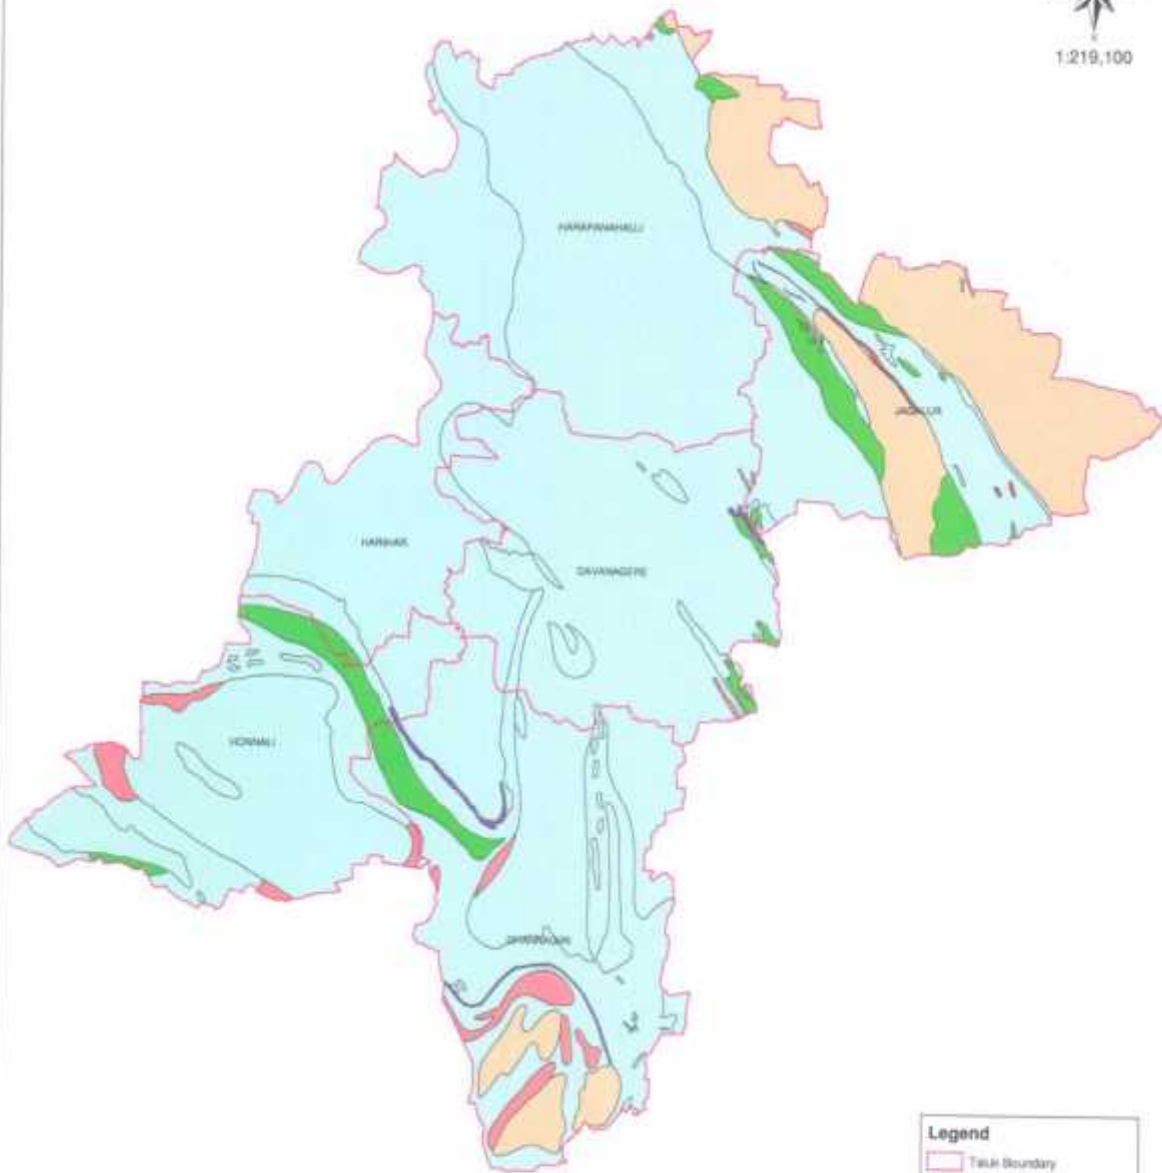 1:219,100
HARAPANAHALLI
JAGALUR
HARIHAR
DAVANAGERE
HONNALI
CHANNAGIRI
Legend
Taluk Boundary